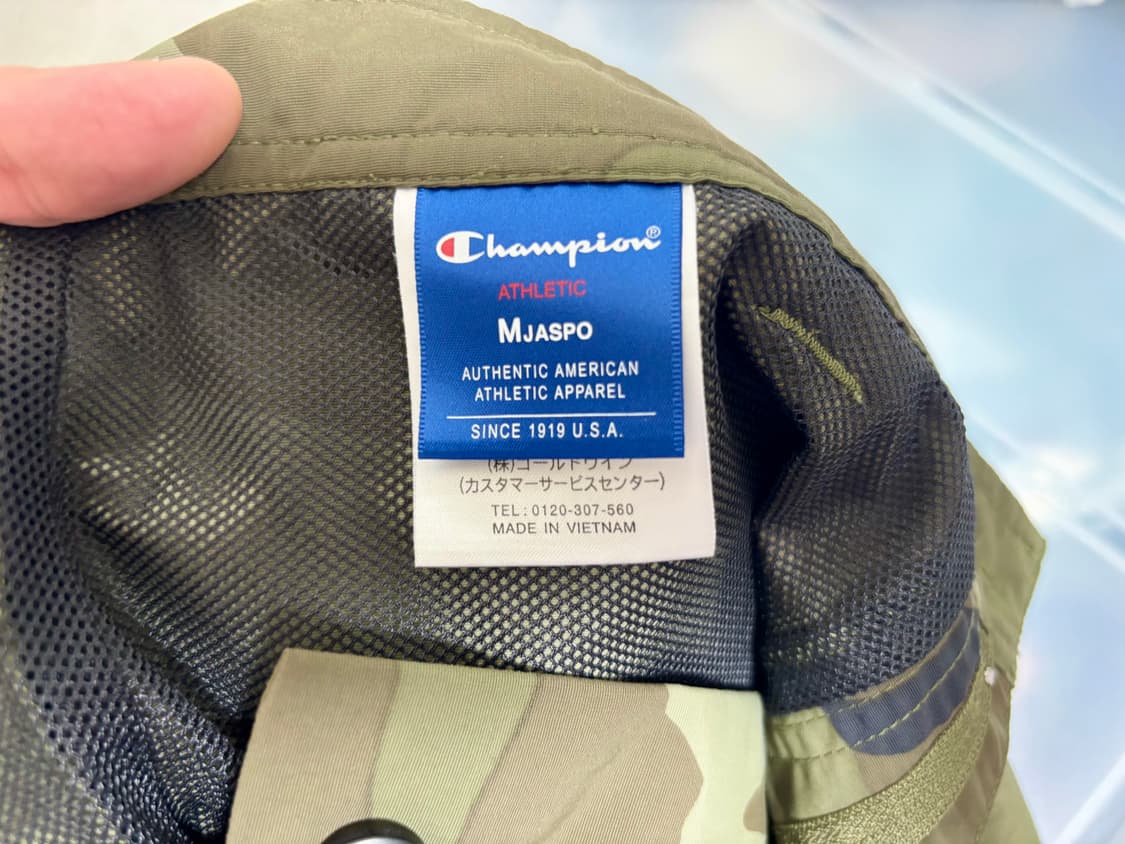 Champion®
ATHLETIC
MJASPO
AUTHENTIC AMERICAN
ATHLETIC APPAREL
SINCE 1919 U.S.A.
(株)ゴールドウイン
(カスタマーサービスセンター)
TEL:0120-307-560
MADE IN VIETNAM